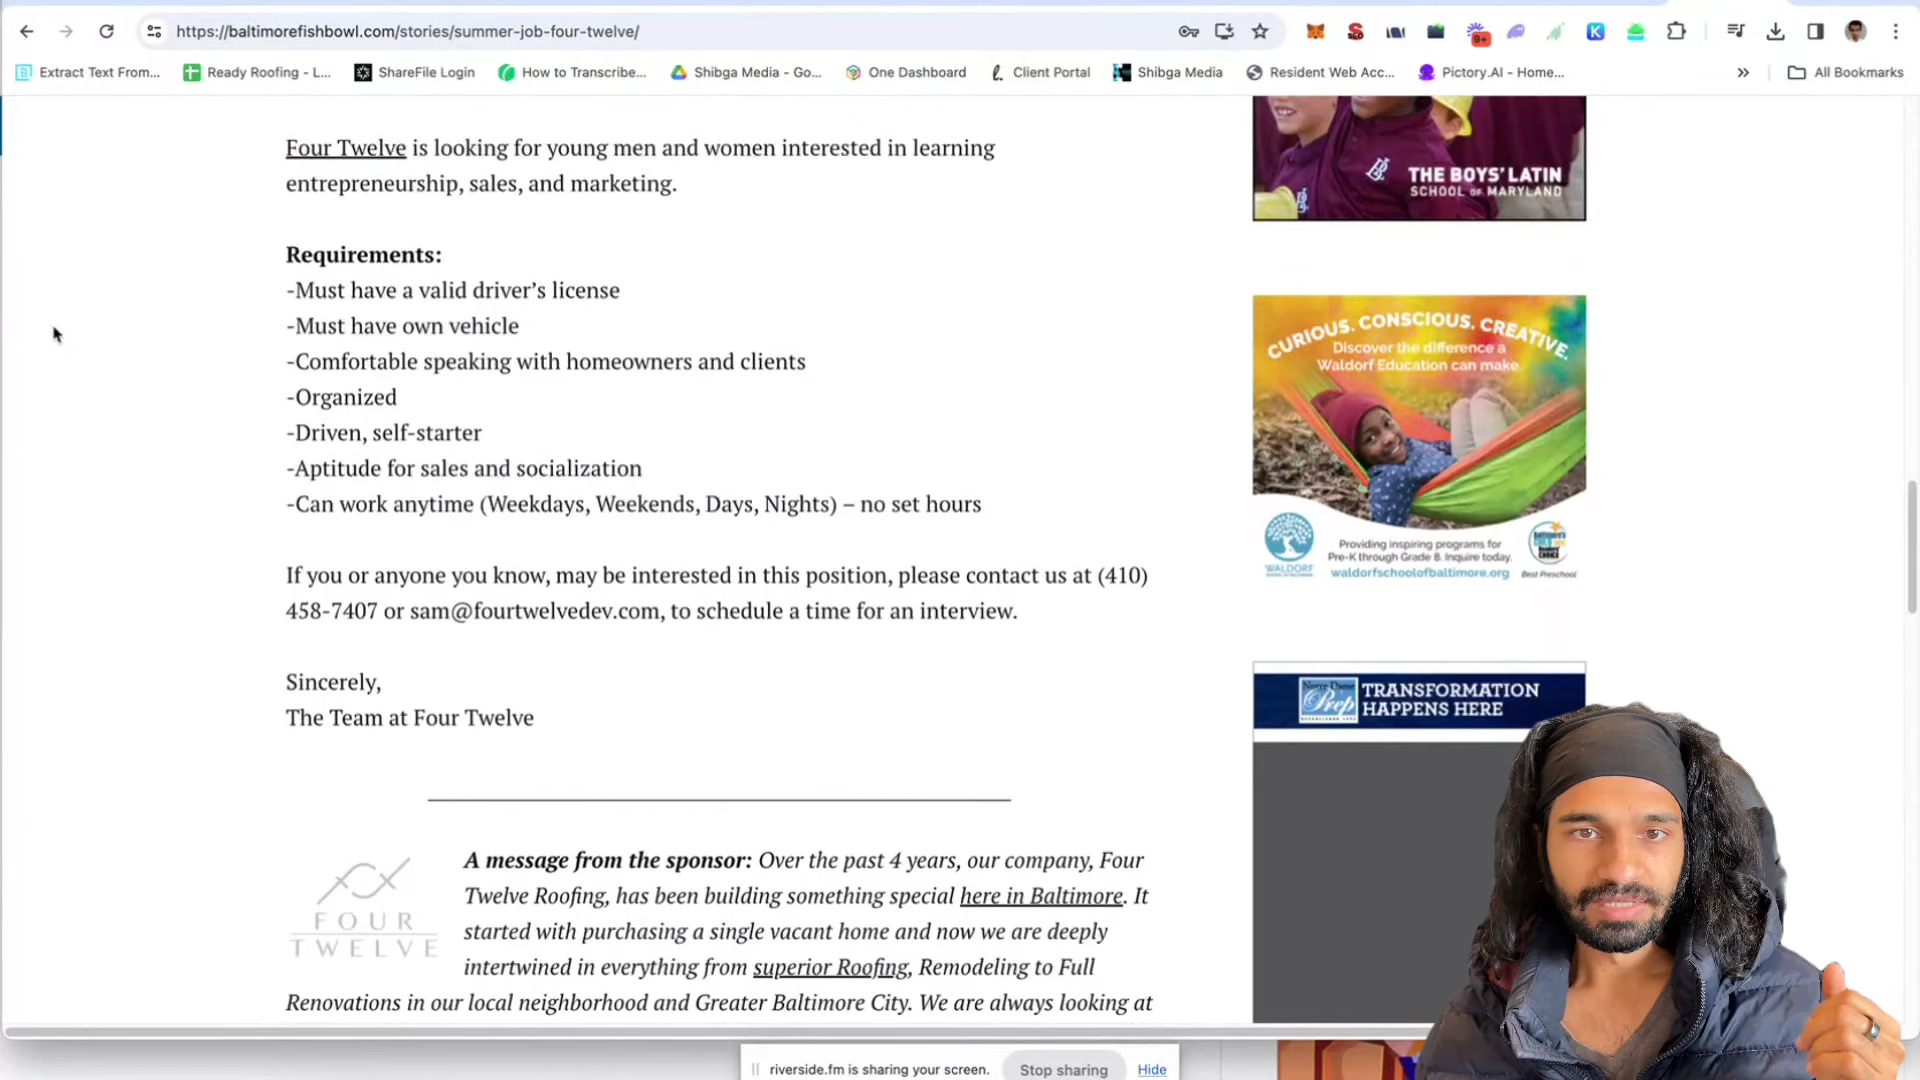 https://baltimorefishbowl.com/stories/summer-job-four-twelve/
9+
Extract Text From...
Ready Roofing - L...
ShareFile Login
How to Transcribe...
Shibga Media - Go...
One Dashboard
Client Portal
Shibga Media
Resident Web Acc...
Pictory.AI - Home...
»
All Bookmarks
Four Twelve is looking for young men and women interested in learning
entrepreneurship, sales, and marketing.
Requirements:
-Must have a valid driver’s license
-Must have own vehicle
-Comfortable speaking with homeowners and clients
-Organized
-Driven, self-starter
-Aptitude for sales and socialization
-Can work anytime (Weekdays, Weekends, Days, Nights) – no set hours
If you or anyone you know, may be interested in this position, please contact us at (410)
458-7407 or sam@fourtwelvedev.com, to schedule a time for an interview.
Sincerely,
The Team at Four Twelve
FOUR
TWELVE
A message from the sponsor: Over the past 4 years, our company, Four
Twelve Roofing, has been building something special here in Baltimore. It
started with purchasing a single vacant home and now we are deeply
intertwined in everything from superior Roofing, Remodeling to Full
Renovations in our local neighborhood and Greater Baltimore City. We are always looking at
THE BOYS’ LATIN
SCHOOL OF MARYLAND
CURIOUS. CONSCIOUS. CREATIVE.
Discover the difference a
Waldorf Education can make.
WALDORF
Providing inspiring programs for
Pre-K through Grade 8. Inquire today.
waldorfschoolofbaltimore.org
Best Preschool
Notre Dame
Prep
TRANSFORMATION
HAPPENS HERE
riverside.fm is sharing your screen.
Stop sharing
Hide